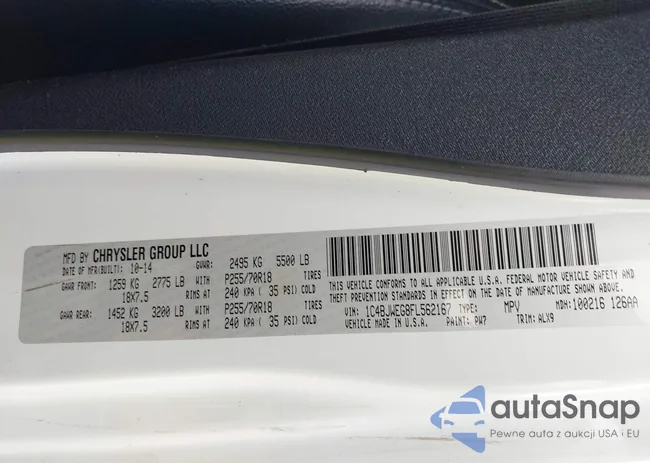 MFD BY CHRYSLER GROUP LLC
DATE OF MFR(BUILT): 10-14 GVWR: 2495 KG 5500 LB
GAWR FRONT: 1259 KG 2775 LB P255/70R18 TIRES
18X7.5 RIMS AT 240 KPA ( 35 PSI) COLD
GAWR REAR: 1452 KG 3200 LB P255/70R18 TIRES
18X7.5 RIMS AT 240 KPA ( 35 PSI) COLD
THIS VEHICLE CONFORMS TO ALL APPLICABLE U.S.A. FEDERAL MOTOR VEHICLE SAFETY AND
THEFT PREVENTION STANDARDS IN EFFECT ON THE DATE OF MANUFACTURE SHOWN ABOVE.
VIN: 1C4BJWEG8FL562167 TYPE: MPV MDH: 100216 126AA
VEHICLE MADE IN U.S.A. PAINT: PW7 TRIM: ALX9
autaSnap
Pewne auta z aukcji USA i EU